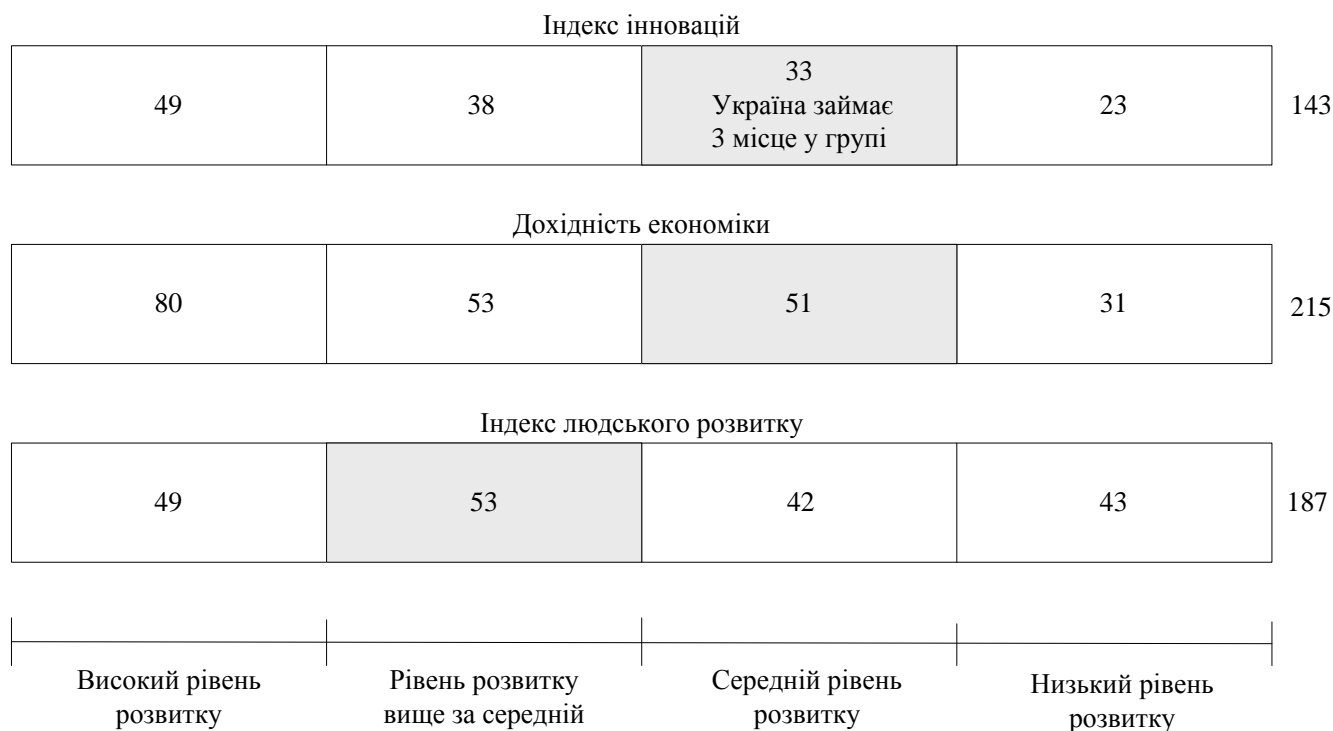 Індекс інновацій
49
38
33
Україна займає
3 місце у групі
23
143
Дохідність економіки
80
53
51
31
215
Індекс людського розвитку
49
53
42
43
187
Високий рівень
розвитку
Рівень розвитку
вище за середній
Середній рівень
розвитку
Низький рівень
розвитку